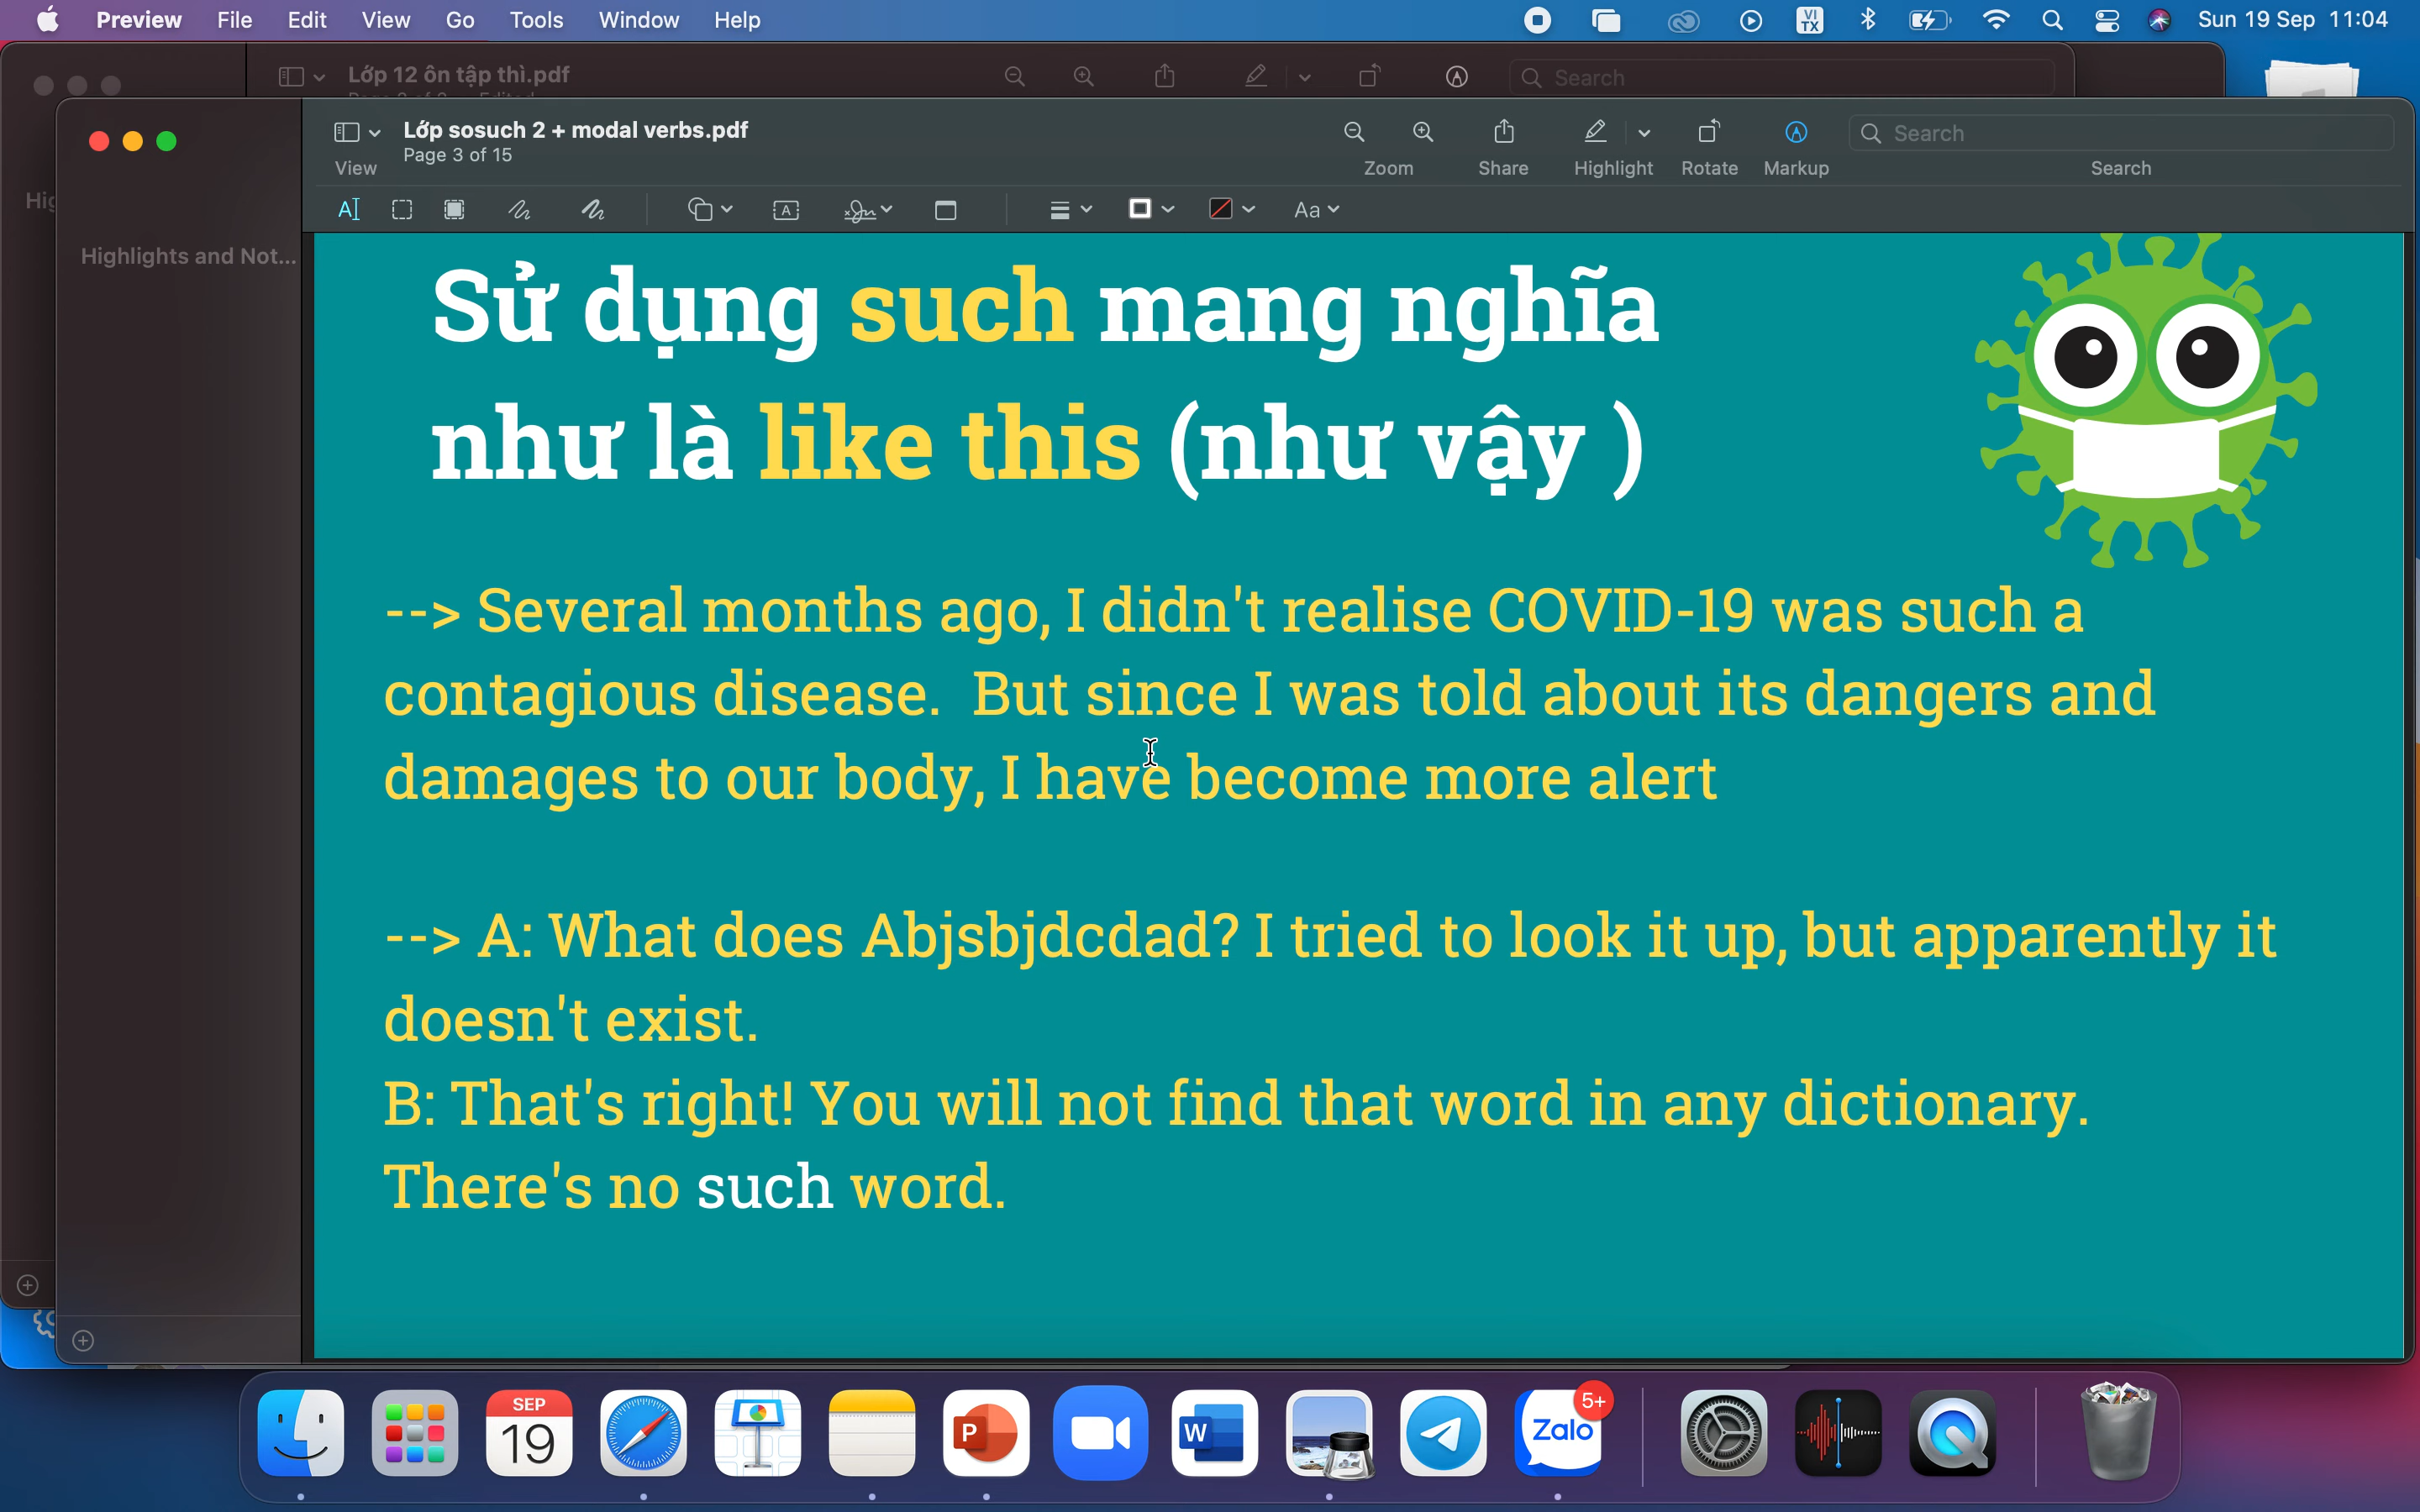 Preview File Edit View Go Tools Window Help VI TX Sun 19 Sep 11:04
Lớp 12 ôn tập thì.pdf Search
Lớp sosuch 2 + modal verbs.pdf Search
Page 3 of 15
View Zoom Share Highlight Rotate Markup Search
Aa
Highlights and Not...
Sử dụng such mang nghĩa
như là like this (như vậy )
--> Several months ago, I didn't realise COVID-19 was such a
contagious disease. But since I was told about its dangers and
damages to our body, I have become more alert
--> A: What does Abjsbjdcdad? I tried to look it up, but apparently it
doesn't exist.
B: That's right! You will not find that word in any dictionary.
There's no such word.
SEP
19
P
W
Zalo
5+